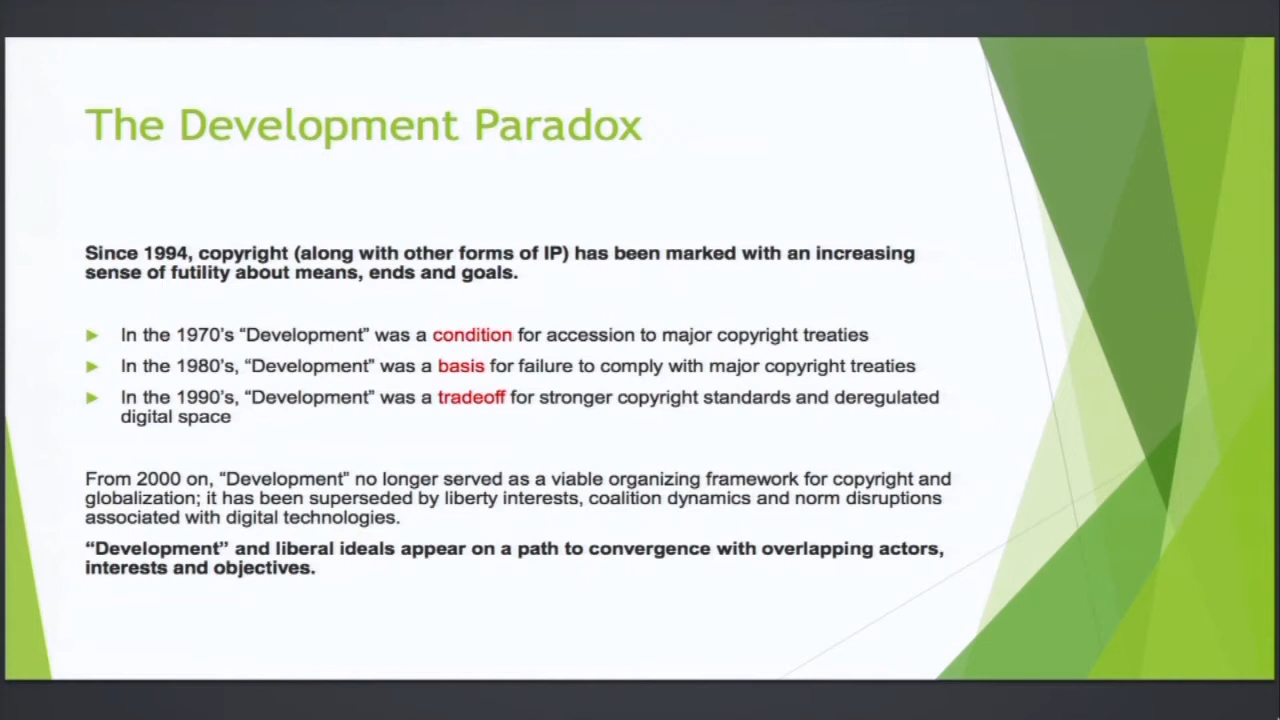 The Development Paradox
Since 1994, copyright (along with other forms of IP) has been marked with an increasing
sense of futility about means, ends and goals.
In the 1970's “Development” was a condition for accession to major copyright treaties
In the 1980's, “Development” was a basis for failure to comply with major copyright treaties
In the 1990's, “Development” was a tradeoff for stronger copyright standards and deregulated
digital space
From 2000 on, “Development” no longer served as a viable organizing framework for copyright and
globalization; it has been superseded by liberty interests, coalition dynamics and norm disruptions
associated with digital technologies.
“Development” and liberal ideals appear on a path to convergence with overlapping actors,
interests and objectives.